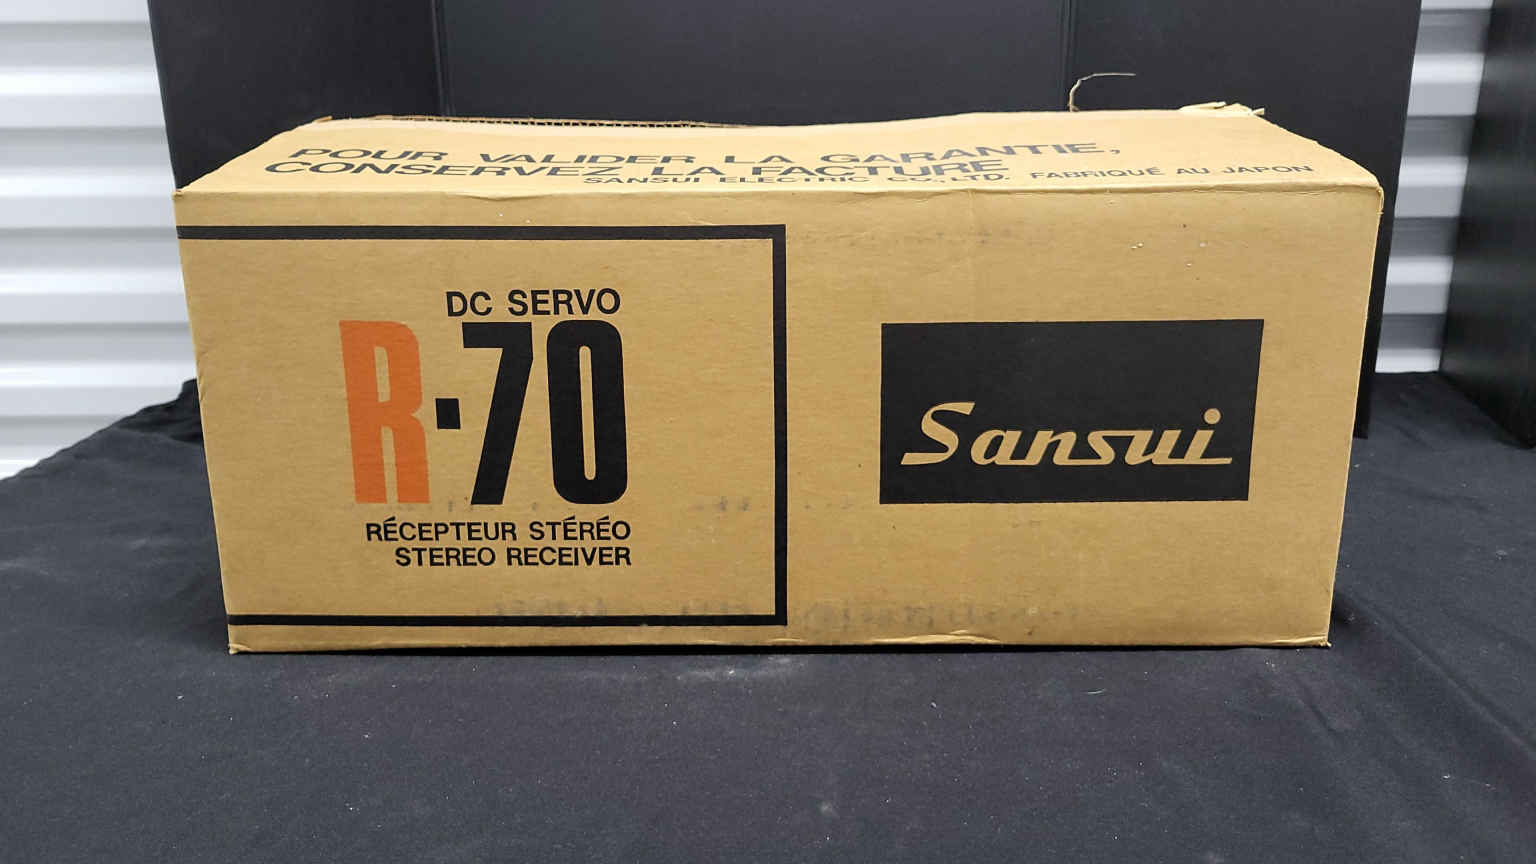 POUR VALIDER LA GARANTIE,
CONSERVEZ LA FACTURE
SANSUI ELECTRIC CO., LTD. FABRIQUÉ AU JAPON
DC SERVO
R·70
RÉCEPTEUR STÉRÉO
STEREO RECEIVER
Sansui